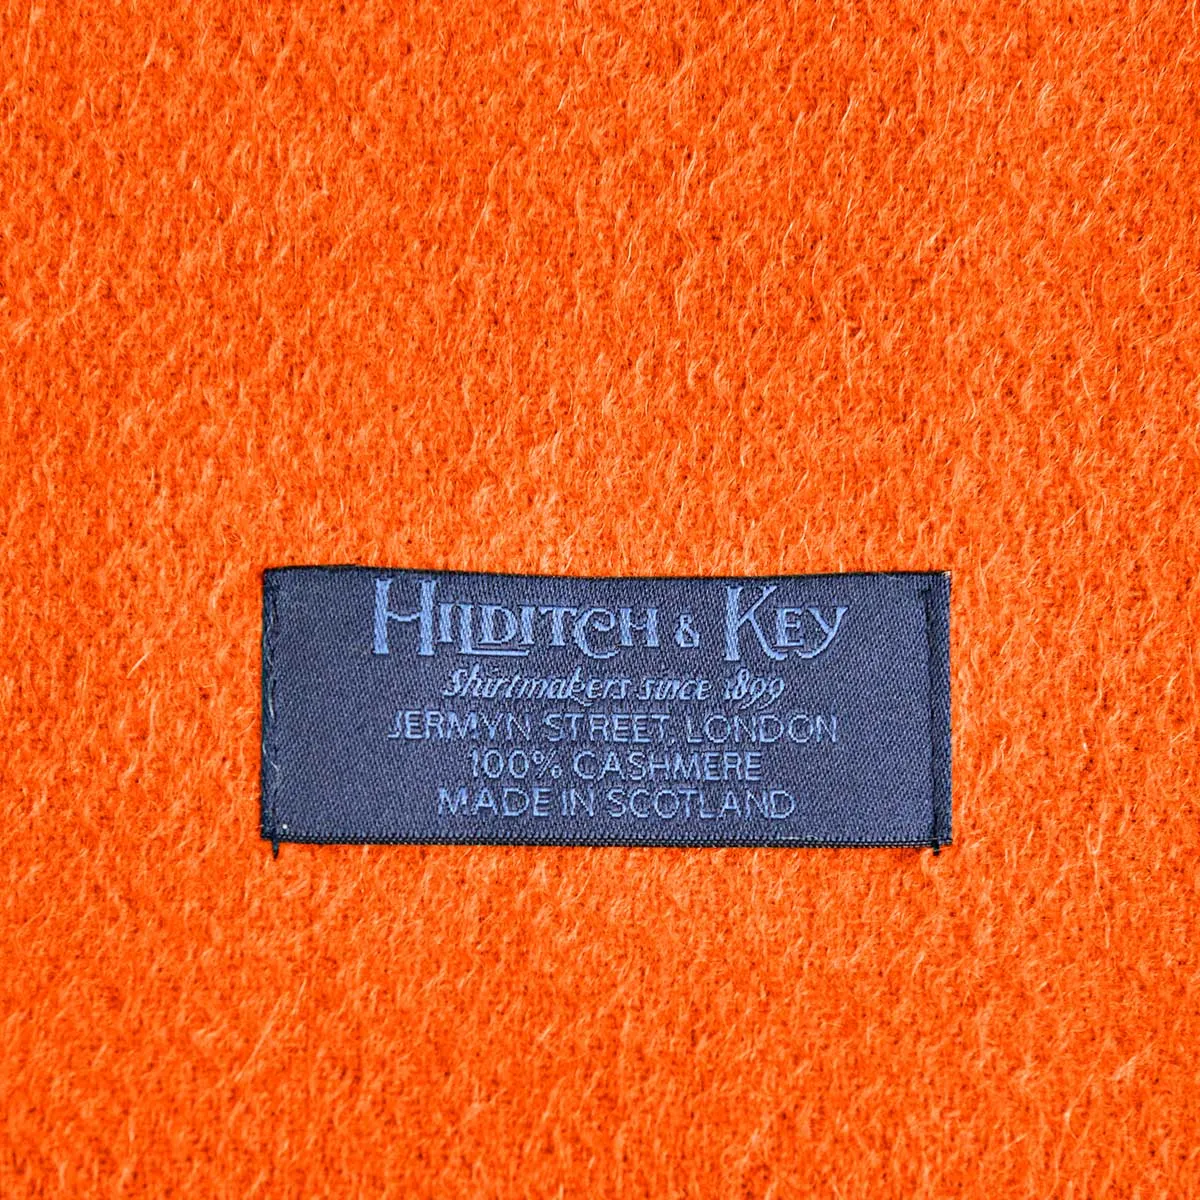 HILDITCH & KEY
Shirtmakers since 1899
JERMYN STREET, LONDON
100% CASHMERE
MADE IN SCOTLAND